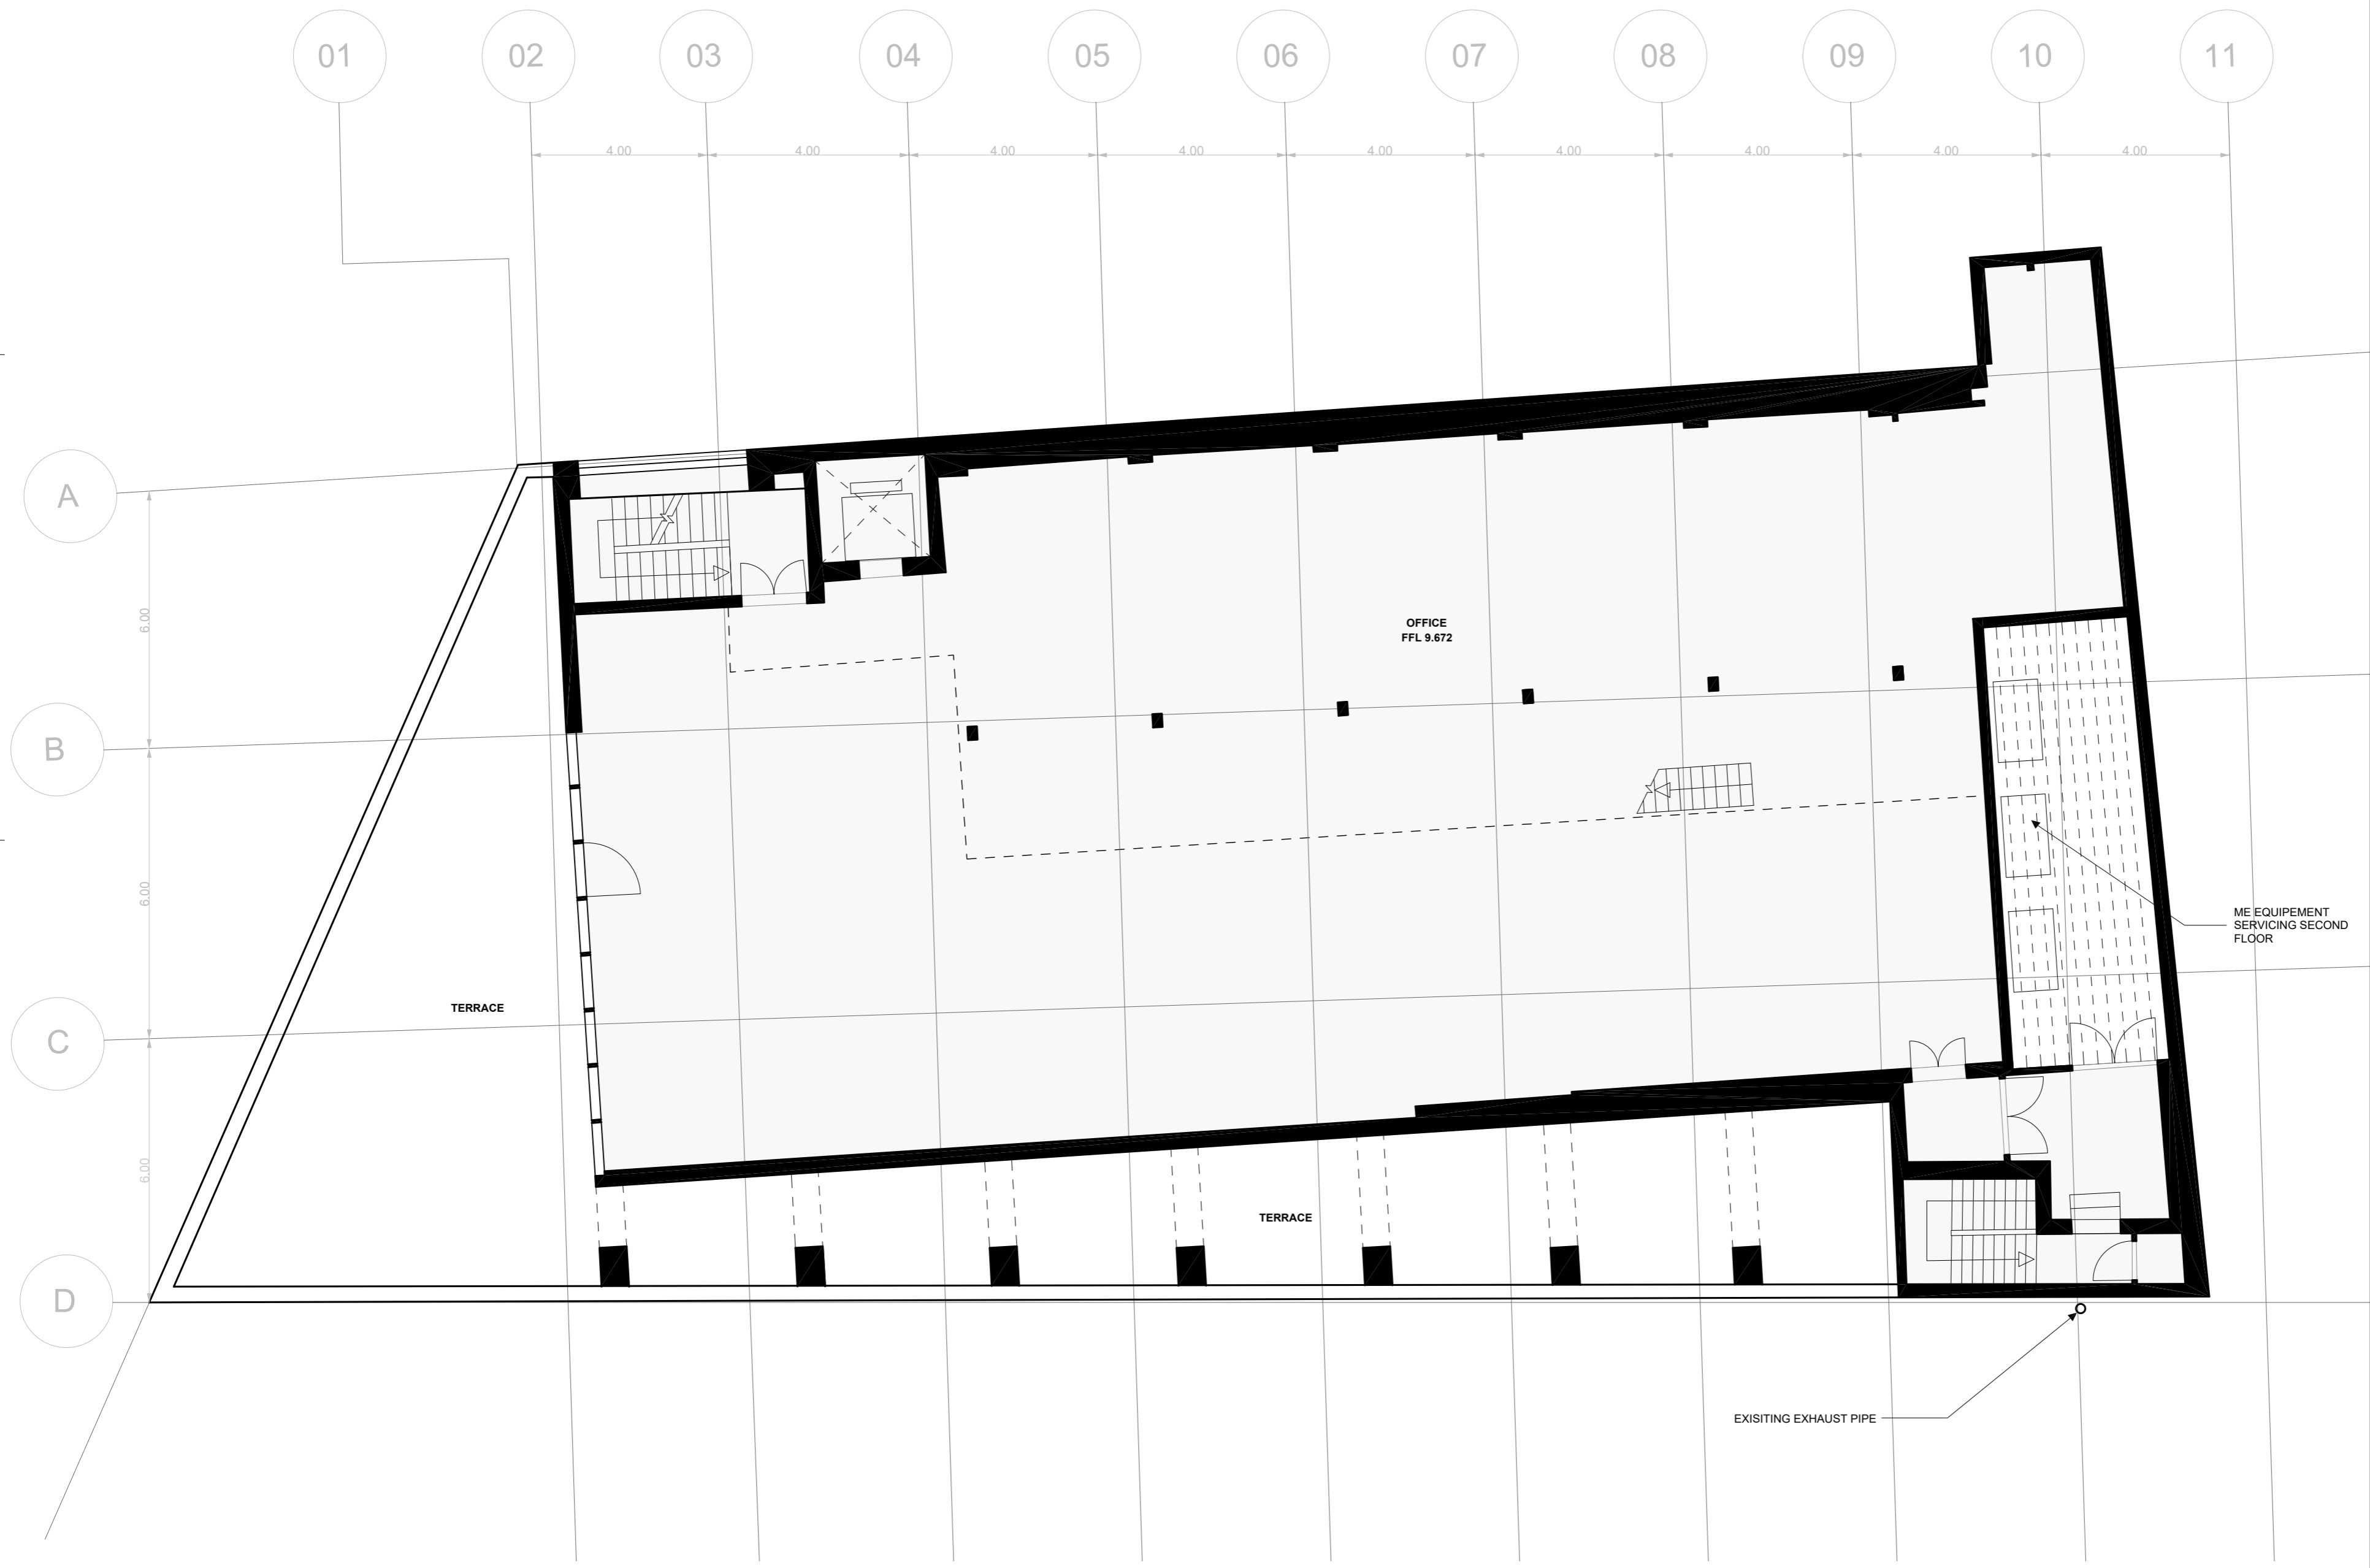 01
02
03
04
05
06
07
08
09
10
11
4.00
4.00
4.00
4.00
4.00
4.00
4.00
4.00
4.00
A
6.00
OFFICE
FFL 9.672
B
6.00
ME EQUIPEMENT
SERVICING SECOND
FLOOR
TERRACE
C
6.00
TERRACE
D
EXISITING EXHAUST PIPE